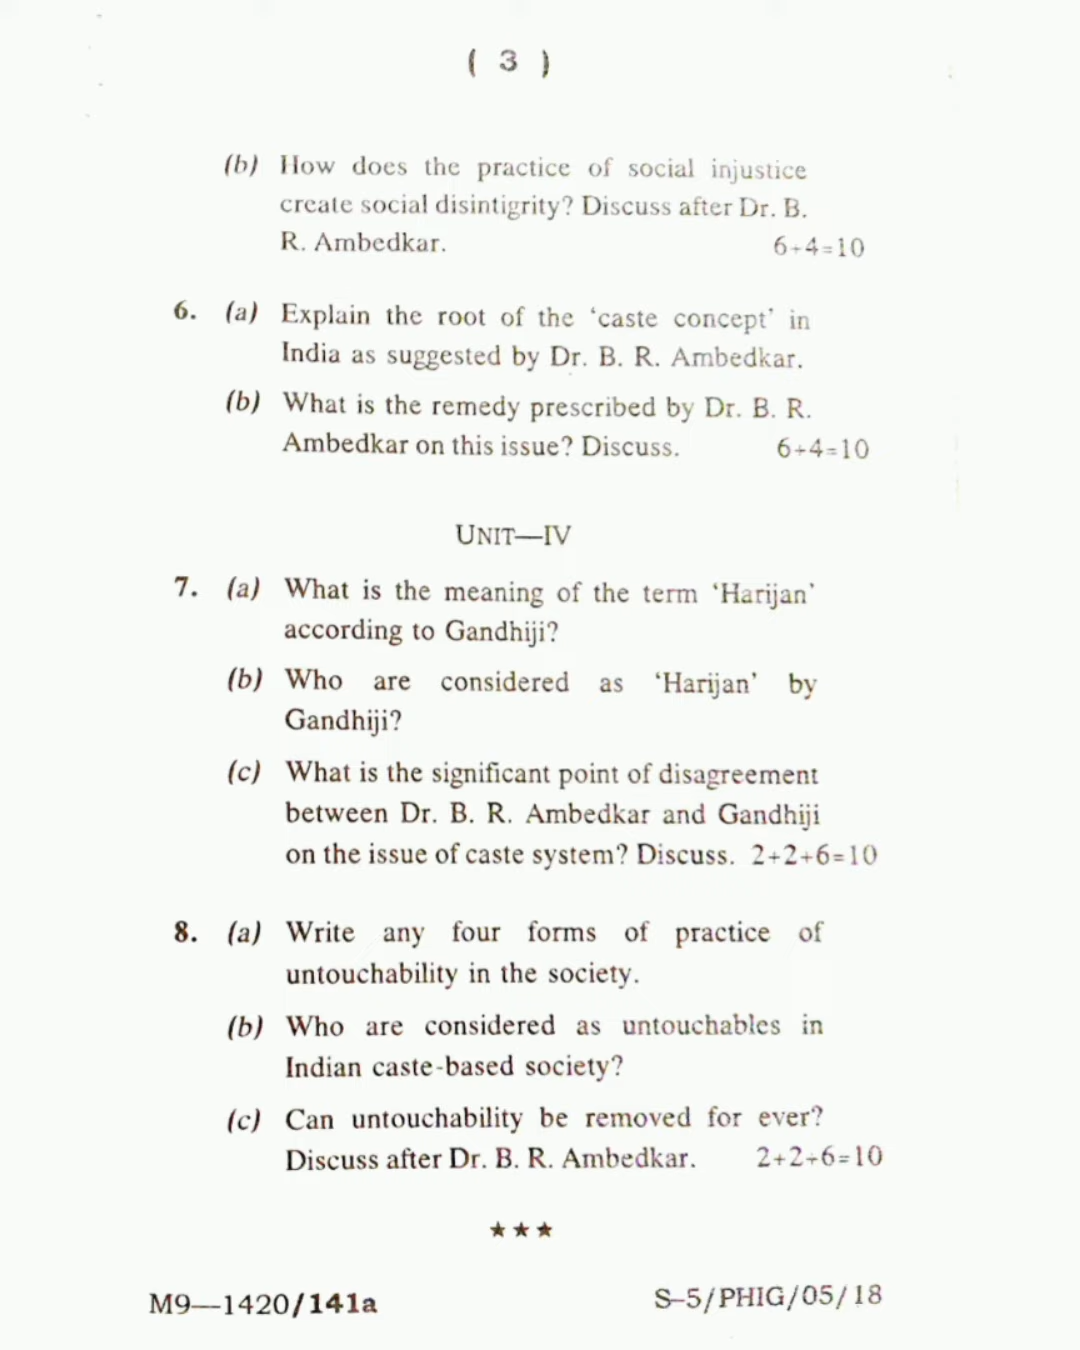 ( 3 )
(b) How does the practice of social injustice
create social disintigrity? Discuss after Dr. B.
R. Ambedkar. 6+4=10
6. (a) Explain the root of the ‘caste concept’ in
India as suggested by Dr. B. R. Ambedkar.
(b) What is the remedy prescribed by Dr. B. R.
Ambedkar on this issue? Discuss. 6+4=10
UNIT—IV
7. (a) What is the meaning of the term ‘Harijan’
according to Gandhiji?
(b) Who are considered as ‘Harijan’ by
Gandhiji?
(c) What is the significant point of disagreement
between Dr. B. R. Ambedkar and Gandhiji
on the issue of caste system? Discuss. 2+2+6=10
8. (a) Write any four forms of practice of
untouchability in the society.
(b) Who are considered as untouchables in
Indian caste-based society?
(c) Can untouchability be removed for ever?
Discuss after Dr. B. R. Ambedkar. 2+2+6=10
★★★
M9—1420/141a S-5/PHIG/05/18